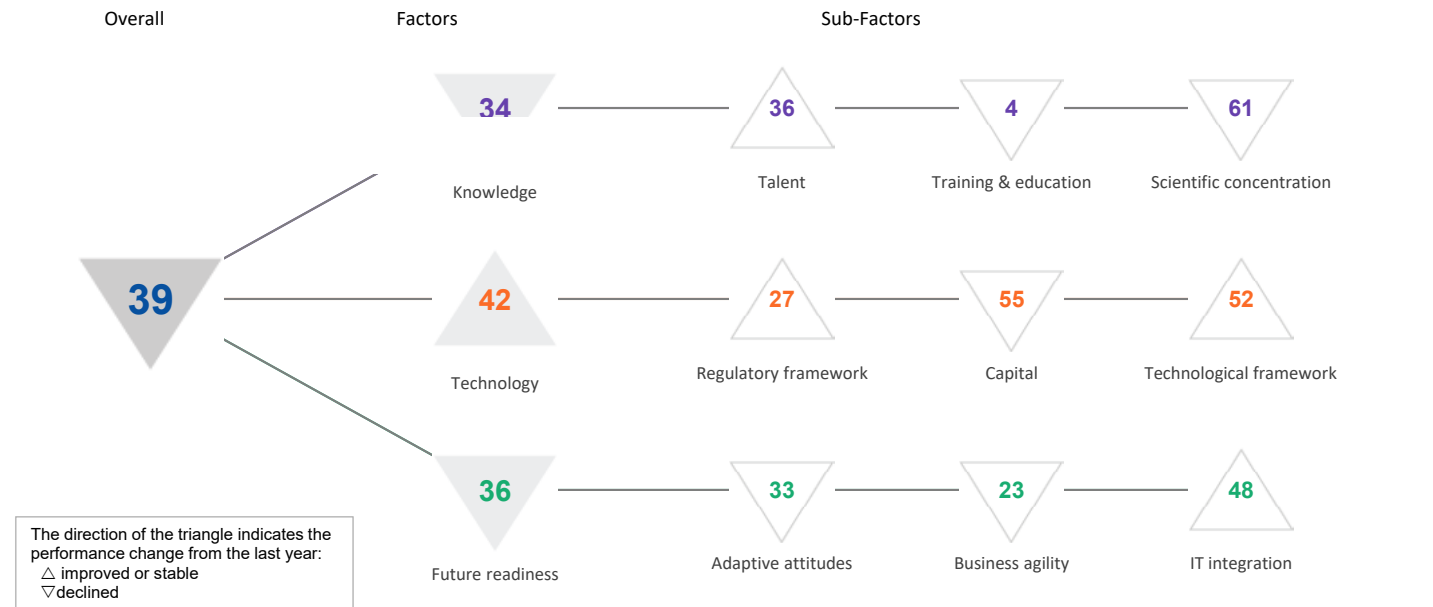 Overall Factors Sub-Factors
34 36 4 61
Knowledge Talent Training & education Scientific concentration
39 42 27 55 52
Technology Regulatory framework Capital Technological framework
36 33 23 48
Future readiness Adaptive attitudes Business agility IT integration
The direction of the triangle indicates the
performance change from the last year:
△ improved or stable
▽declined